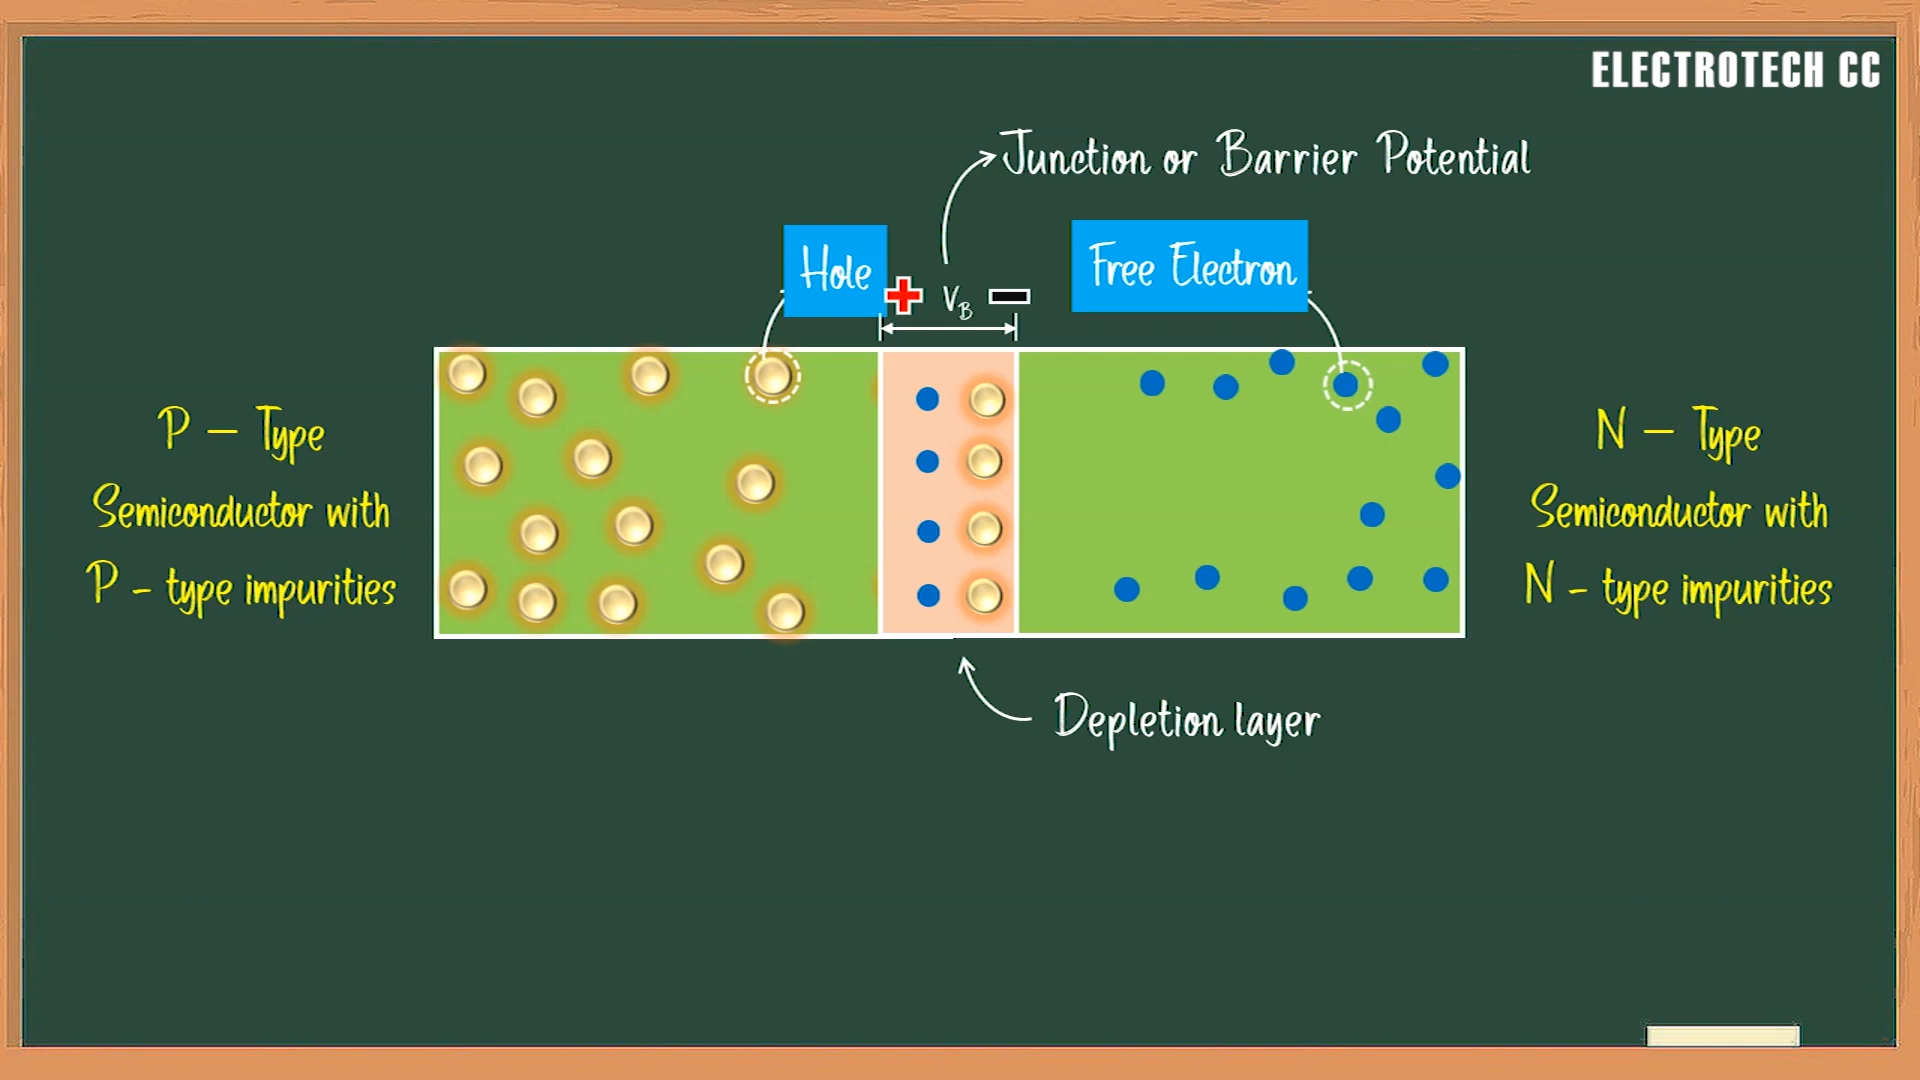 ELECTROTECH CC
Junction or Barrier Potential
Hole
Free Electron
+ VB −
P – Type
Semiconductor with
P - type impurities
N – Type
Semiconductor with
N - type impurities
Depletion layer